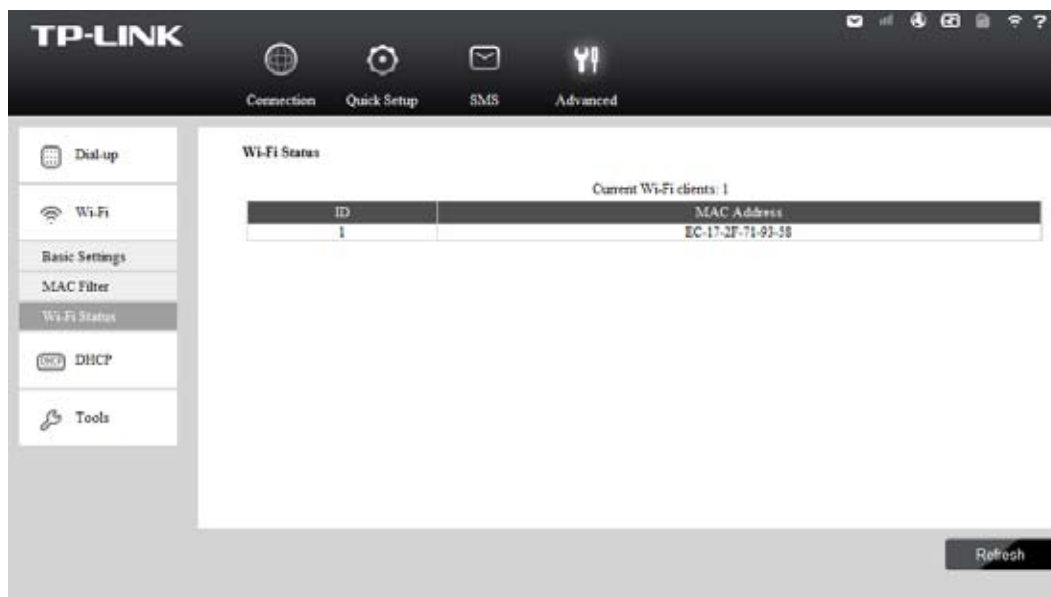 TP-LINK
?
Connection Quick Setup SMS Advanced
Dial-up
Wi-Fi
Basic Settings
MAC Filter
Wi-Fi Status
DHCP DHCP
Tools
Wi-Fi Status
Current Wi-Fi clients: 1
ID MAC Address
1 EC-17-2F-71-93-58
Refresh